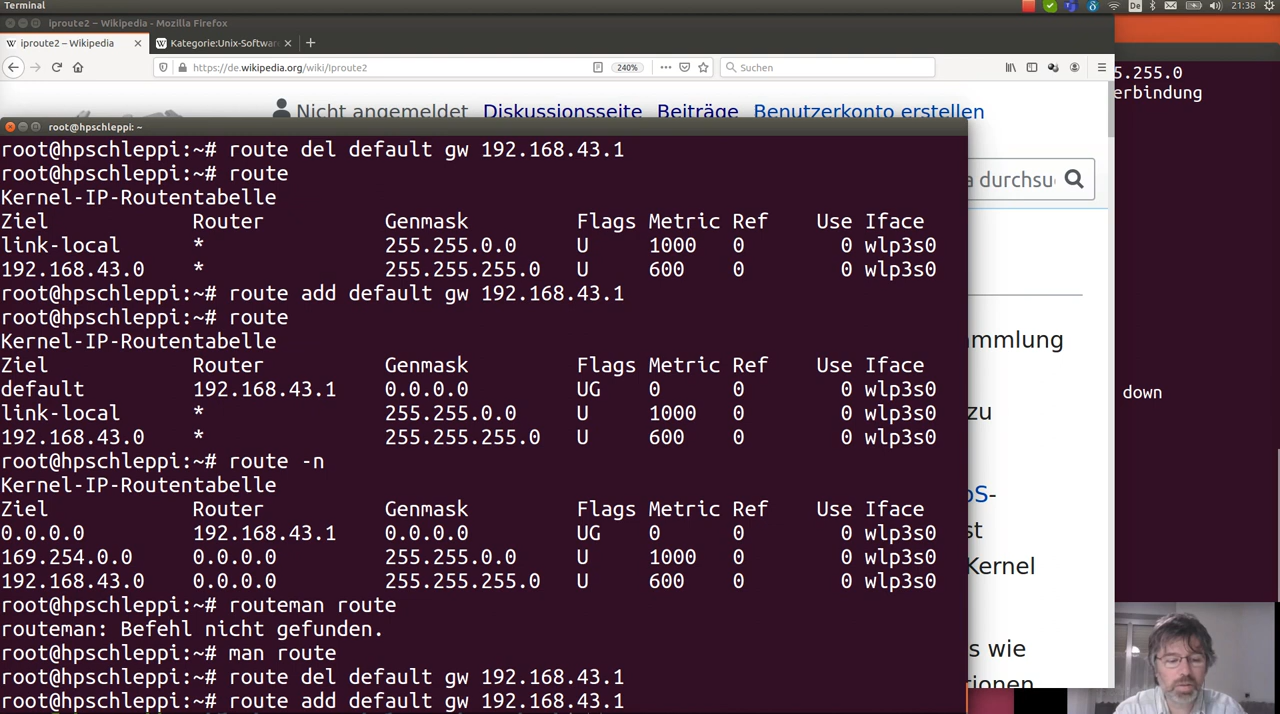 Terminal
De
21:38
iproute2 – Wikipedia - Mozilla Firefox
iproute2 – Wikipedia
Kategorie:Unix-Softwar
https://de.wikipedia.org/wiki/Iproute2
240%
Suchen
5.255.0
erbindung
Nicht angemeldet Diskussionsseite Beiträge Benutzerkonto erstellen
root@hpschleppi: ~
a durchsu
root@hpschleppi:~# route del default gw 192.168.43.1
root@hpschleppi:~# route
Kernel-IP-Routentabelle
Ziel Router Genmask Flags Metric Ref Use Iface
link-local * 255.255.0.0 U 1000 0 0 wlp3s0
192.168.43.0 * 255.255.255.0 U 600 0 0 wlp3s0
root@hpschleppi:~# route add default gw 192.168.43.1
root@hpschleppi:~# route
Kernel-IP-Routentabelle
Ziel Router Genmask Flags Metric Ref Use Iface
default 192.168.43.1 0.0.0.0 UG 0 0 0 wlp3s0
link-local * 255.255.0.0 U 1000 0 0 wlp3s0
192.168.43.0 * 255.255.255.0 U 600 0 0 wlp3s0
root@hpschleppi:~# route -n
Kernel-IP-Routentabelle
Ziel Router Genmask Flags Metric Ref Use Iface
0.0.0.0 192.168.43.1 0.0.0.0 UG 0 0 0 wlp3s0
169.254.0.0 0.0.0.0 255.255.0.0 U 1000 0 0 wlp3s0
192.168.43.0 0.0.0.0 255.255.255.0 U 600 0 0 wlp3s0
root@hpschleppi:~# routeman route
routeman: Befehl nicht gefunden.
root@hpschleppi:~# man route
root@hpschleppi:~# route del default gw 192.168.43.1
root@hpschleppi:~# route add default gw 192.168.43.1
mmlung
zu
oS-
st
Kernel
s wie
tionen
down